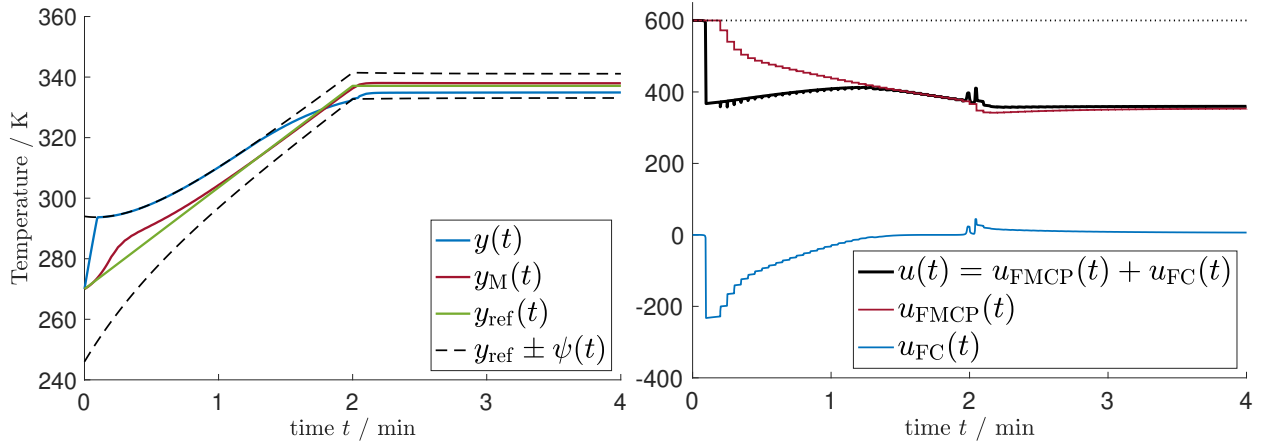 360
340
320
300
280
260
240
Temperature / K
0
1
2
3
4
time t / min
y(t)
y_M(t)
y_ref(t)
y_ref ± ψ(t)
600
400
200
0
-200
-400
0
1
2
3
4
time t / min
u(t) = u_FMCP(t) + u_FC(t)
u_FMCP(t)
u_FC(t)